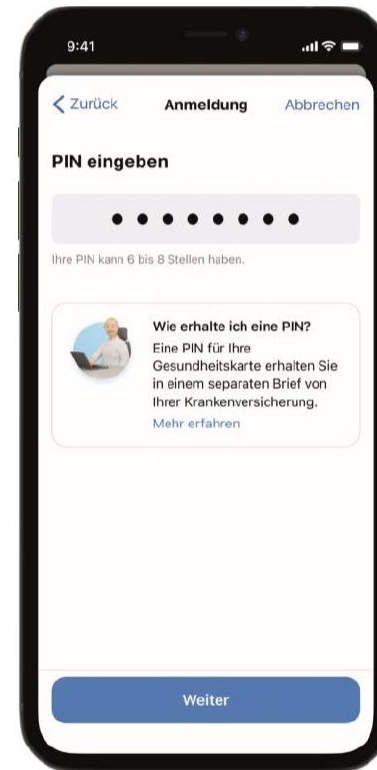 9:41
Zurück Anmeldung Abbrechen
PIN eingeben
Ihre PIN kann 6 bis 8 Stellen haben.
Wie erhalte ich eine PIN?
Eine PIN für Ihre
Gesundheitskarte erhalten Sie
in einem separaten Brief von
Ihrer Krankenversicherung.
Mehr erfahren
Weiter